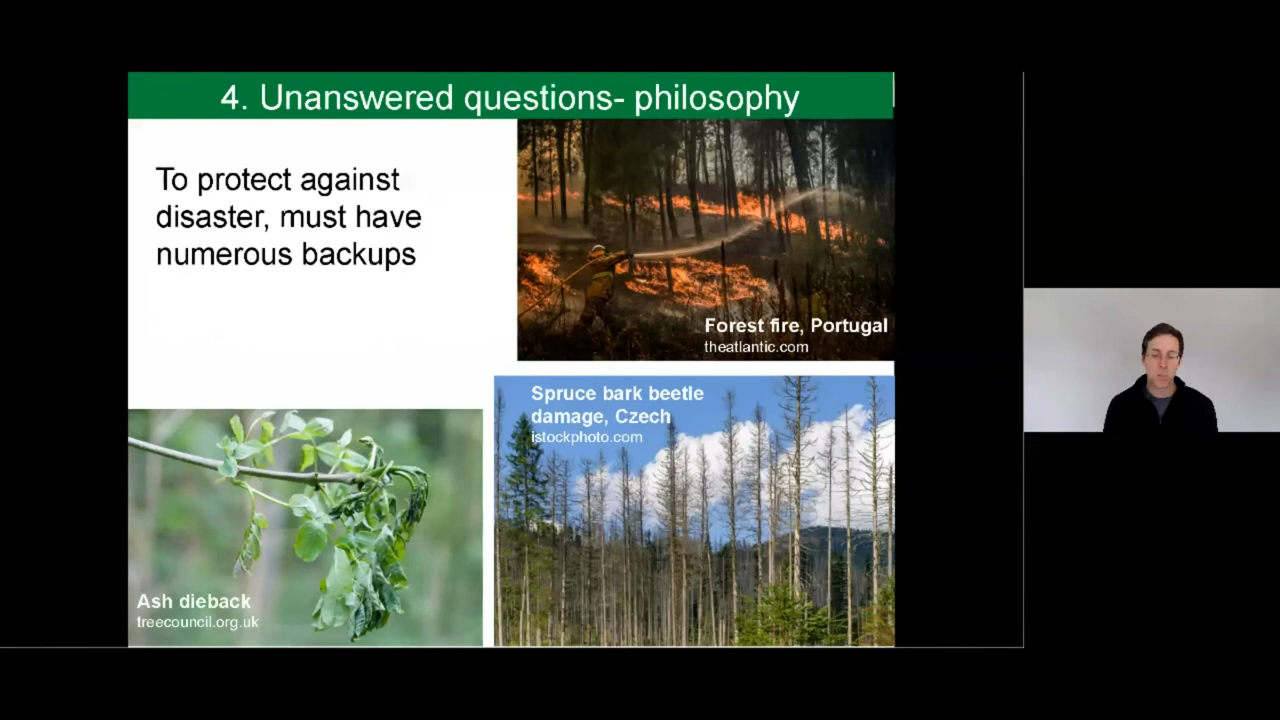 4. Unanswered questions- philosophy
To protect against
disaster, must have
numerous backups
Forest fire, Portugal
theatlantic.com
Spruce bark beetle
damage, Czech
istockphoto.com
Ash dieback
treecouncil.org.uk